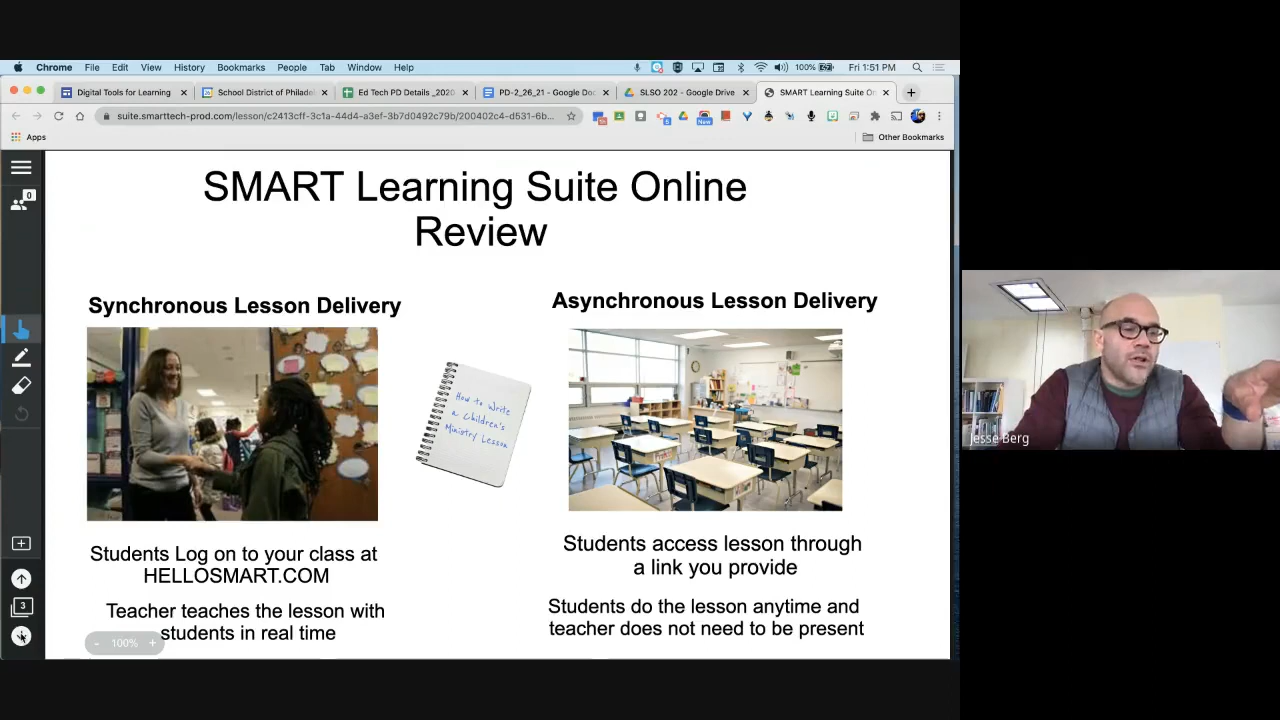 Chrome File Edit View History Bookmarks People Tab Window Help 100% Fri 1:51 PM
Digital Tools for Learning School District of Philadel Ed Tech PD Details _2020 PD-2_26_21 - Google Doc SLSO 202 - Google Drive SMART Learning Suite On
suite.smarttech-prod.com/lesson/c2413cff-3c1a-44d4-a3ef-3b7d0492c79b/200402c4-d531-6b...
Apps Other Bookmarks
0
SMART Learning Suite Online
Review
Synchronous Lesson Delivery
Asynchronous Lesson Delivery
How to Write
a Children's
Ministry Lesson
Students Log on to your class at
HELLOSMART.COM
Teacher teaches the lesson with
students in real time
Students access lesson through
a link you provide
Students do the lesson anytime and
teacher does not need to be present
3
- 100% +
Jesse Berg